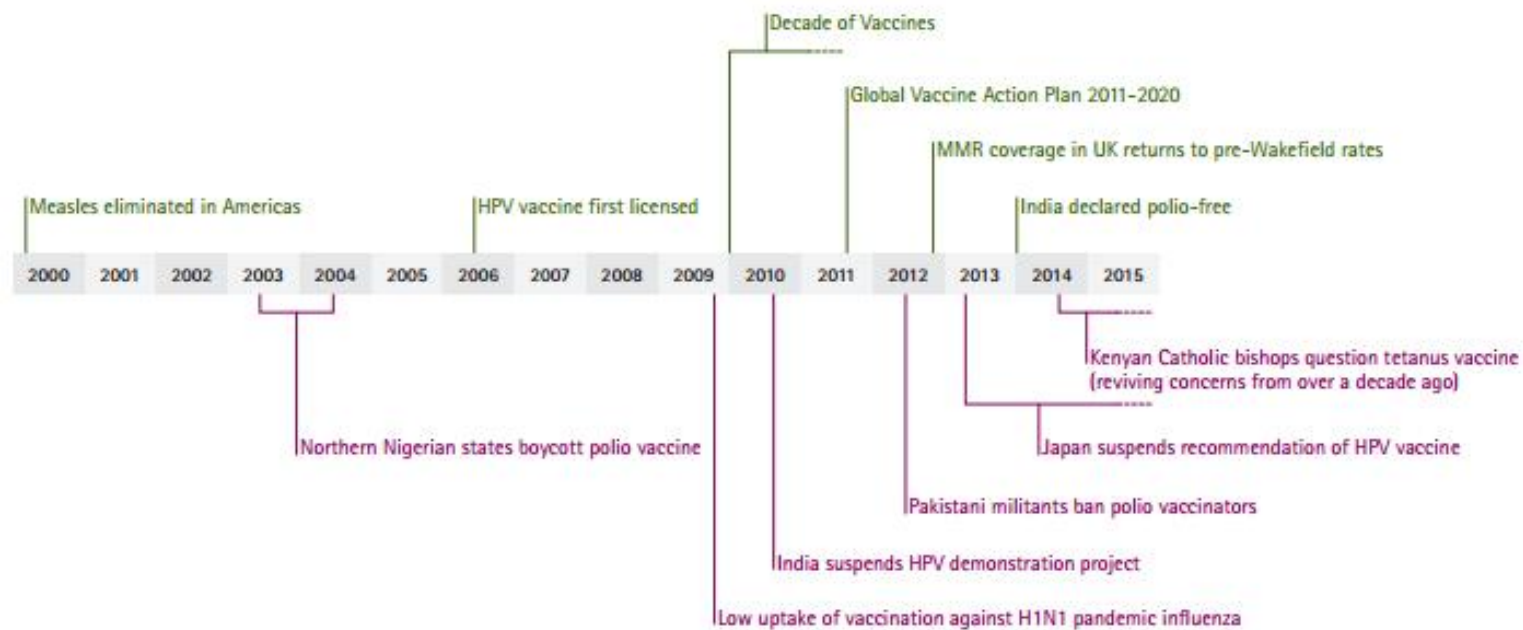 Decade of Vaccines
Global Vaccine Action Plan 2011-2020
MMR coverage in UK returns to pre-Wakefield rates
Measles eliminated in Americas
HPV vaccine first licensed
India declared polio-free
2000 2001 2002 2003 2004 2005 2006 2007 2008 2009 2010 2011 2012 2013 2014 2015
Kenyan Catholic bishops question tetanus vaccine
(reviving concerns from over a decade ago)
Northern Nigerian states boycott polio vaccine
Japan suspends recommendation of HPV vaccine
Pakistani militants ban polio vaccinators
India suspends HPV demonstration project
Low uptake of vaccination against H1N1 pandemic influenza